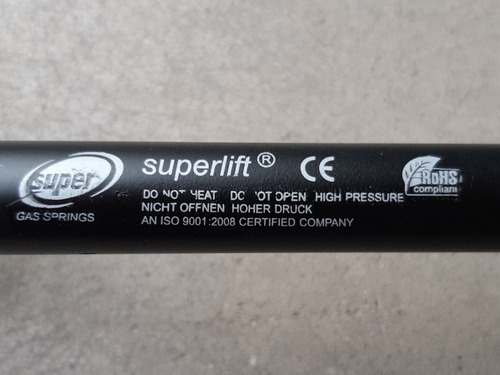 super
GAS SPRINGS
superlift® CE
DO NOT HEAT DO NOT OPEN HIGH PRESSURE
NICHT OFFNEN HOHER DRUCK
AN ISO 9001:2008 CERTIFIED COMPANY
RoHS
compliant